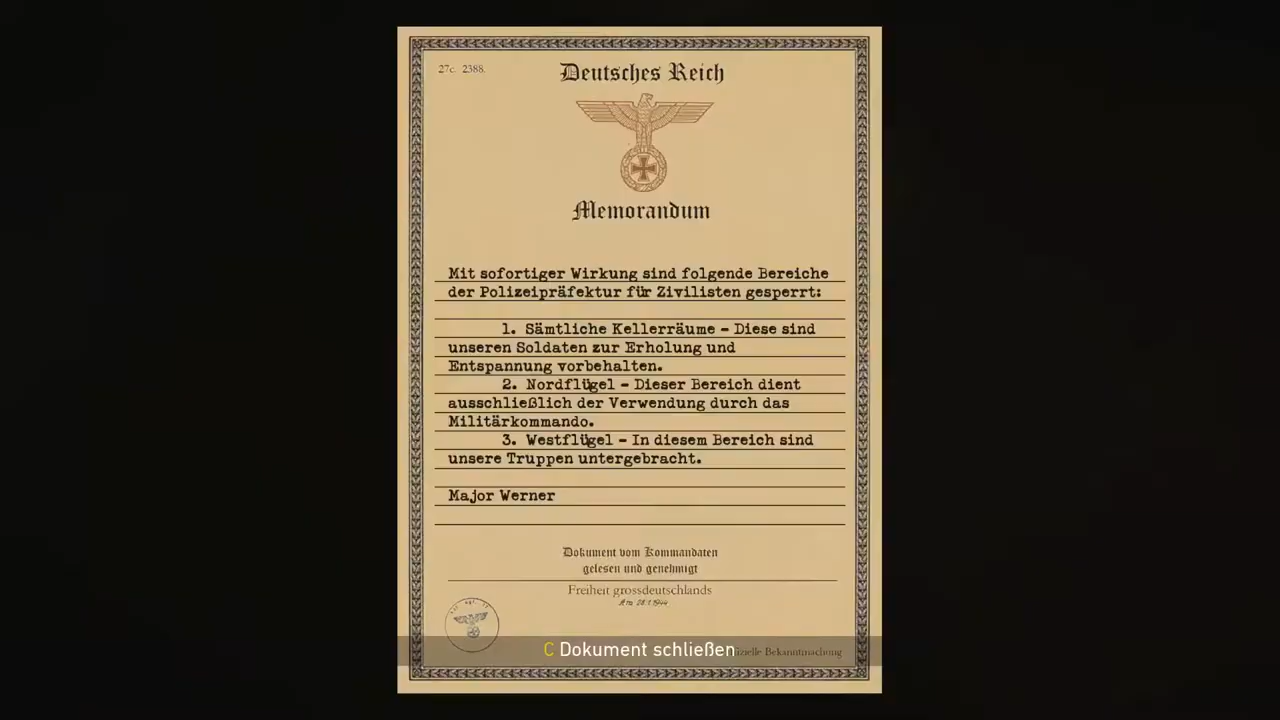 27c. 2388.
Deutsches Reich
Memorandum
Mit sofortiger Wirkung sind folgende Bereiche
der Polizeipräfektur für Zivilisten gesperrt:
1. Sämtliche Kellerräume - Diese sind
unseren Soldaten zur Erholung und
Entspannung vorbehalten.
2. Nordflügel - Dieser Bereich dient
ausschließlich der Verwendung durch das
Militärkommando.
3. Westflügel - In diesem Bereich sind
unsere Truppen untergebracht.
Major Werner
Dokument vom Kommandaten
gelesen und genehmigt
Freiheit grossdeutschlands
C Dokument schließen
Bekanntmachung